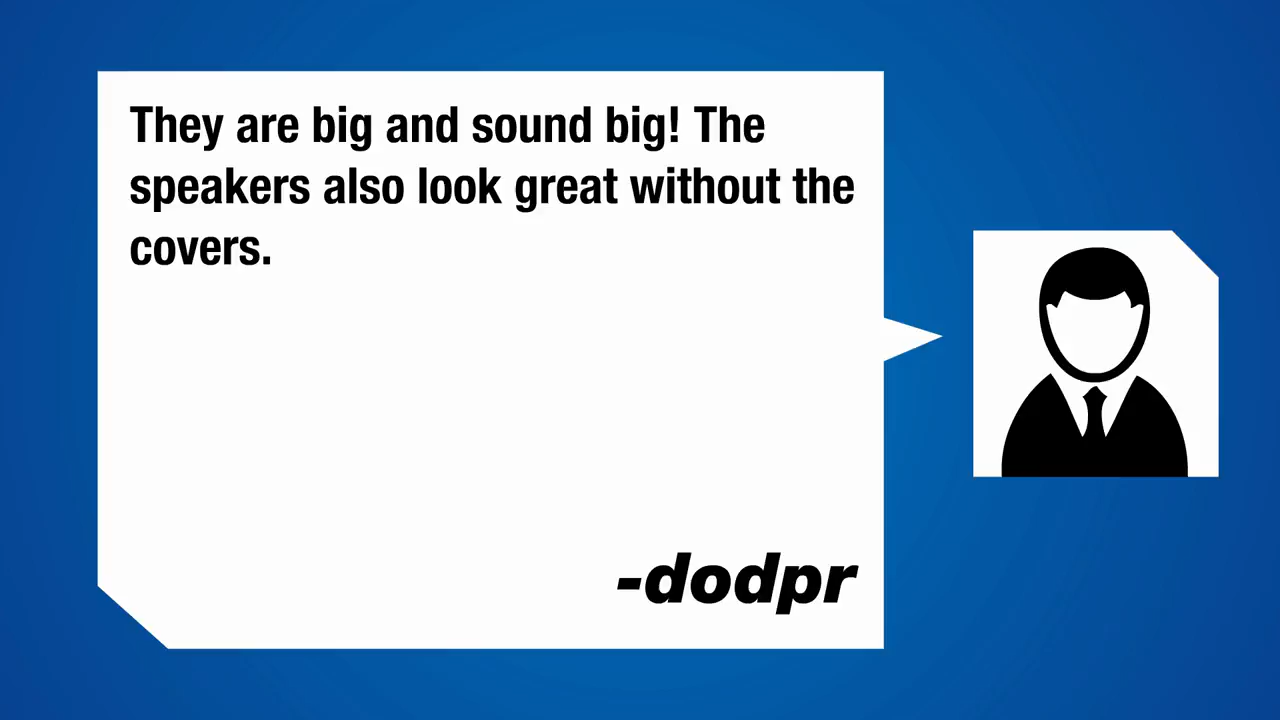 They are big and sound big! The
speakers also look great without the
covers.
-dodpr